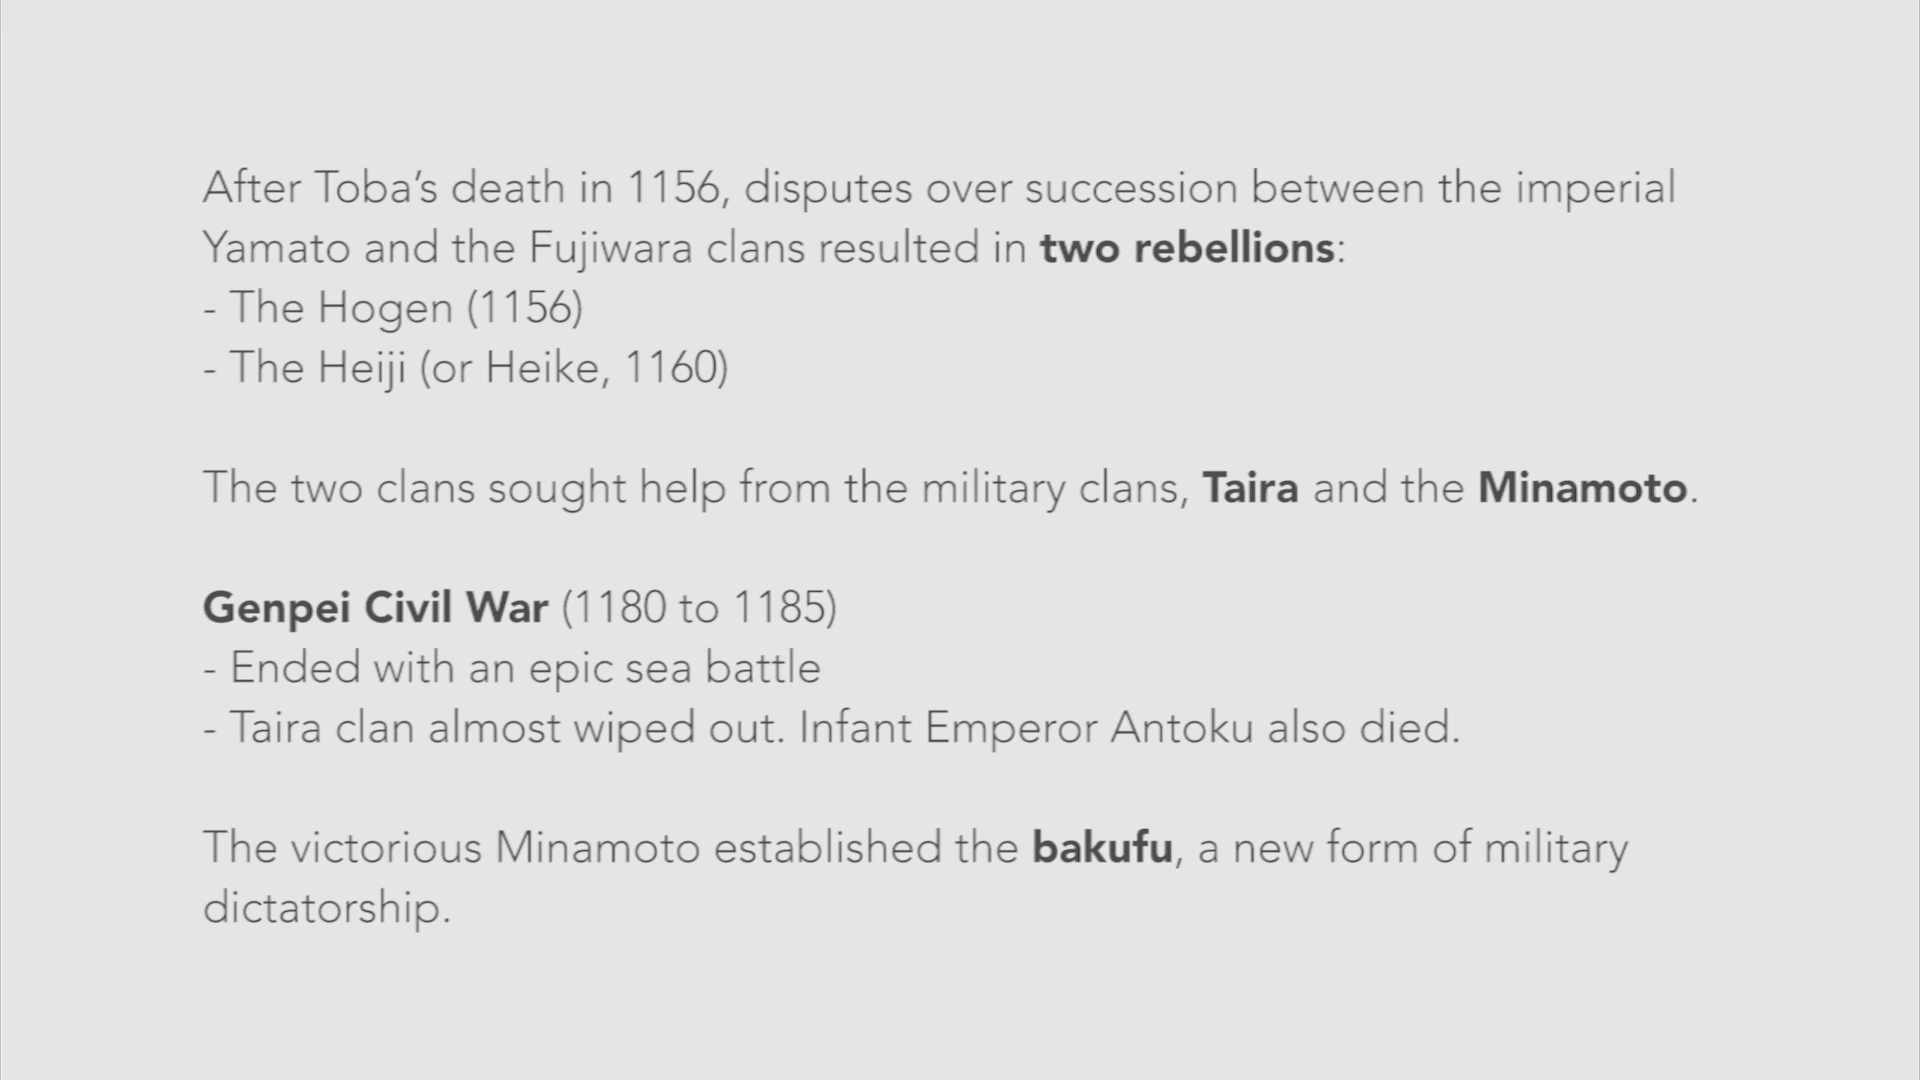 After Toba’s death in 1156, disputes over succession between the imperial
Yamato and the Fujiwara clans resulted in two rebellions:
- The Hogen (1156)
- The Heiji (or Heike, 1160)
The two clans sought help from the military clans, Taira and the Minamoto.
Genpei Civil War (1180 to 1185)
- Ended with an epic sea battle
- Taira clan almost wiped out. Infant Emperor Antoku also died.
The victorious Minamoto established the bakufu, a new form of military
dictatorship.